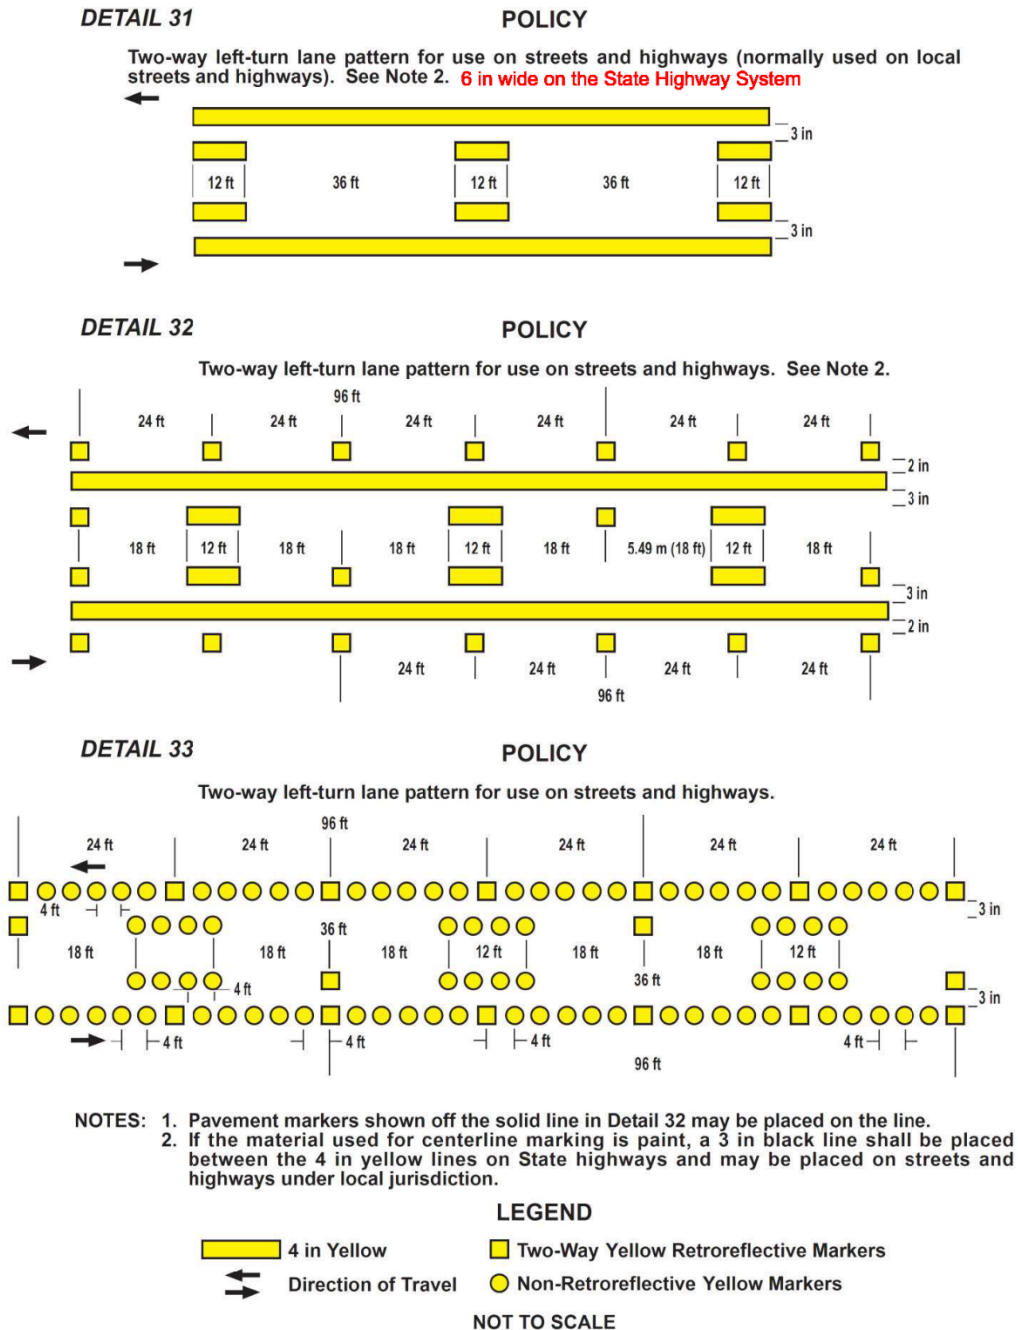 DETAIL 31
POLICY
Two-way left-turn lane pattern for use on streets and highways (normally used on local
streets and highways). See Note 2. 6 in wide on the State Highway System
3 in
12 ft 36 ft 12 ft 36 ft 12 ft
3 in
DETAIL 32
POLICY
Two-way left-turn lane pattern for use on streets and highways. See Note 2.
96 ft
24 ft 24 ft 24 ft 24 ft 24 ft 24 ft
2 in
3 in
18 ft 12 ft 18 ft 18 ft 12 ft 18 ft 5.49 m (18 ft) 12 ft 18 ft
3 in
2 in
24 ft 24 ft 24 ft 24 ft
96 ft
DETAIL 33
POLICY
Two-way left-turn lane pattern for use on streets and highways.
96 ft
24 ft 24 ft 24 ft 24 ft 24 ft 24 ft
4 ft
3 in
36 ft
18 ft 18 ft 18 ft 12 ft 18 ft 18 ft 12 ft
36 ft
4 ft
3 in
4 ft 4 ft 4 ft 4 ft
96 ft
NOTES: 1. Pavement markers shown off the solid line in Detail 32 may be placed on the line.
2. If the material used for centerline marking is paint, a 3 in black line shall be placed
between the 4 in yellow lines on State highways and may be placed on streets and
highways under local jurisdiction.
LEGEND
4 in Yellow
Two-Way Yellow Retroreflective Markers
Direction of Travel
Non-Retroreflective Yellow Markers
NOT TO SCALE